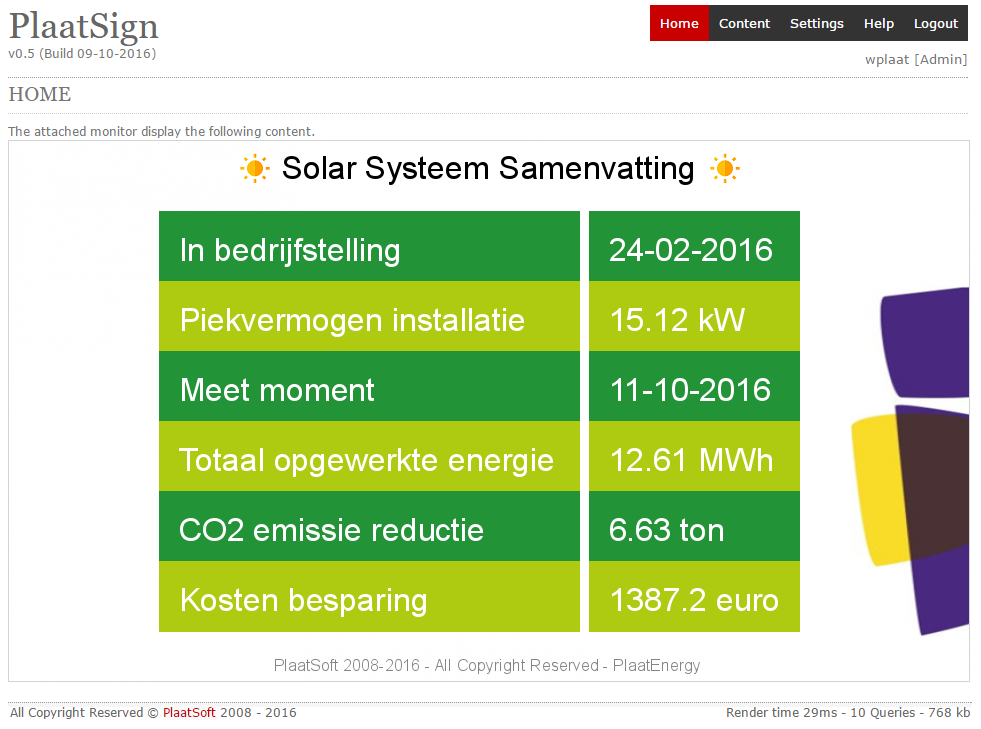 PlaatSign
Home Content Settings Help Logout
v0.5 (Build 09-10-2016)
wplaat [Admin]
HOME
The attached monitor display the following content.
Solar Systeem Samenvatting
In bedrijfstelling 24-02-2016
Piekvermogen installatie 15.12 kW
Meet moment 11-10-2016
Totaal opgewerkte energie 12.61 MWh
CO2 emissie reductie 6.63 ton
Kosten besparing 1387.2 euro
PlaatSoft 2008-2016 - All Copyright Reserved - PlaatEnergy
All Copyright Reserved © PlaatSoft 2008 - 2016
Render time 29ms - 10 Queries - 768 kb